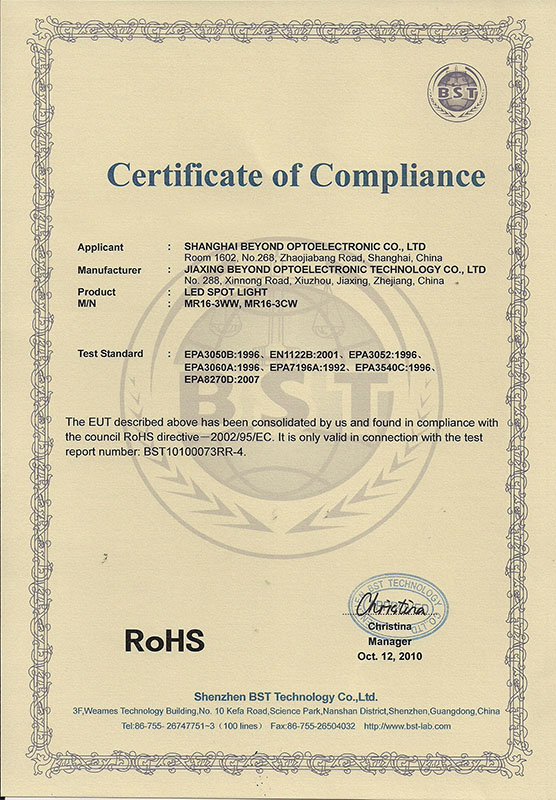 BST
Certificate of Compliance
Applicant : SHANGHAI BEYOND OPTOELECTRONIC CO., LTD
Room 1602, No.268, Zhaojiabang Road, Shanghai, China
Manufacturer : JIAXING BEYOND OPTOELECTRONIC TECHNOLOGY CO., LTD
No. 288, Xinnong Road, Xiuzhou, Jiaxing, Zhejiang, China
Product : LED SPOT LIGHT
M/N : MR16-3WW, MR16-3CW
Test Standard : EPA3050B:1996、EN1122B:2001、EPA3052:1996、
EPA3060A:1996、EPA7196A:1992、EPA3540C:1996、
EPA8270D:2007
BST
The EUT described above has been consolidated by us and found in compliance with
the council RoHS directive—2002/95/EC. It is only valid in connection with the test
report number: BST10100073RR-4.
BST TECHNOLOGY CO.,LTD
Christina
Christina
Manager
Oct. 12, 2010
RoHS
Shenzhen BST Technology Co.,Ltd.
3F,Weames Technology Building,No. 10 Kefa Road,Science Park,Nanshan District,Shenzhen,Guangdong,China
Tel:86-755- 26747751~3（100 lines） Fax:86-755-26504032 http://www.bst-lab.com